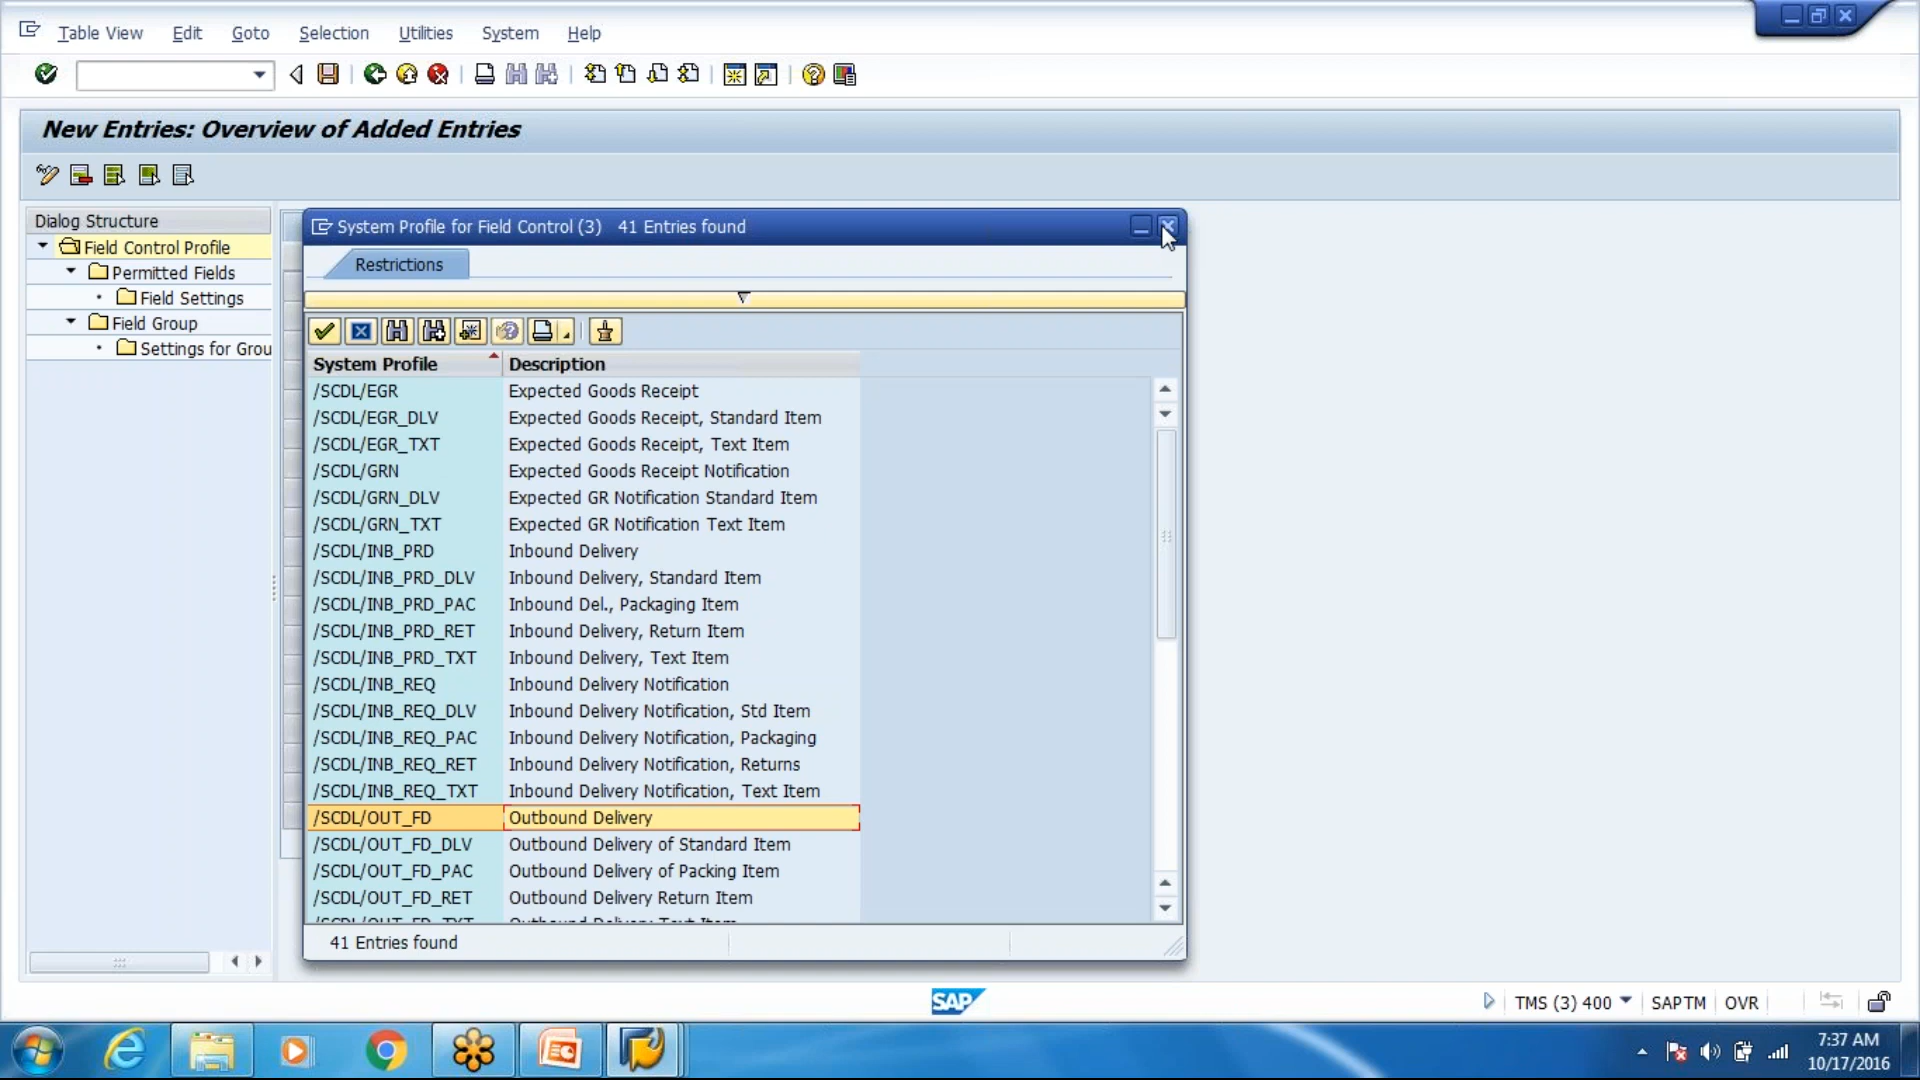 Table View Edit Goto Selection Utilities System Help
New Entries: Overview of Added Entries
Dialog Structure
Field Control Profile
Permitted Fields
Field Settings
Field Group
Settings for Grou
System Profile for Field Control (3) 41 Entries found
Restrictions
System Profile Description
/SCDL/EGR Expected Goods Receipt
/SCDL/EGR_DLV Expected Goods Receipt, Standard Item
/SCDL/EGR_TXT Expected Goods Receipt, Text Item
/SCDL/GRN Expected Goods Receipt Notification
/SCDL/GRN_DLV Expected GR Notification Standard Item
/SCDL/GRN_TXT Expected GR Notification Text Item
/SCDL/INB_PRD Inbound Delivery
/SCDL/INB_PRD_DLV Inbound Delivery, Standard Item
/SCDL/INB_PRD_PAC Inbound Del., Packaging Item
/SCDL/INB_PRD_RET Inbound Delivery, Return Item
/SCDL/INB_PRD_TXT Inbound Delivery, Text Item
/SCDL/INB_REQ Inbound Delivery Notification
/SCDL/INB_REQ_DLV Inbound Delivery Notification, Std Item
/SCDL/INB_REQ_PAC Inbound Delivery Notification, Packaging
/SCDL/INB_REQ_RET Inbound Delivery Notification, Returns
/SCDL/INB_REQ_TXT Inbound Delivery Notification, Text Item
/SCDL/OUT_FD Outbound Delivery
/SCDL/OUT_FD_DLV Outbound Delivery of Standard Item
/SCDL/OUT_FD_PAC Outbound Delivery of Packing Item
/SCDL/OUT_FD_RET Outbound Delivery Return Item
/SCDL/OUT_FD_TXT Outbound Delivery Text Item
41 Entries found
SAP
TMS (3) 400 SAPTM OVR
7:37 AM
10/17/2016